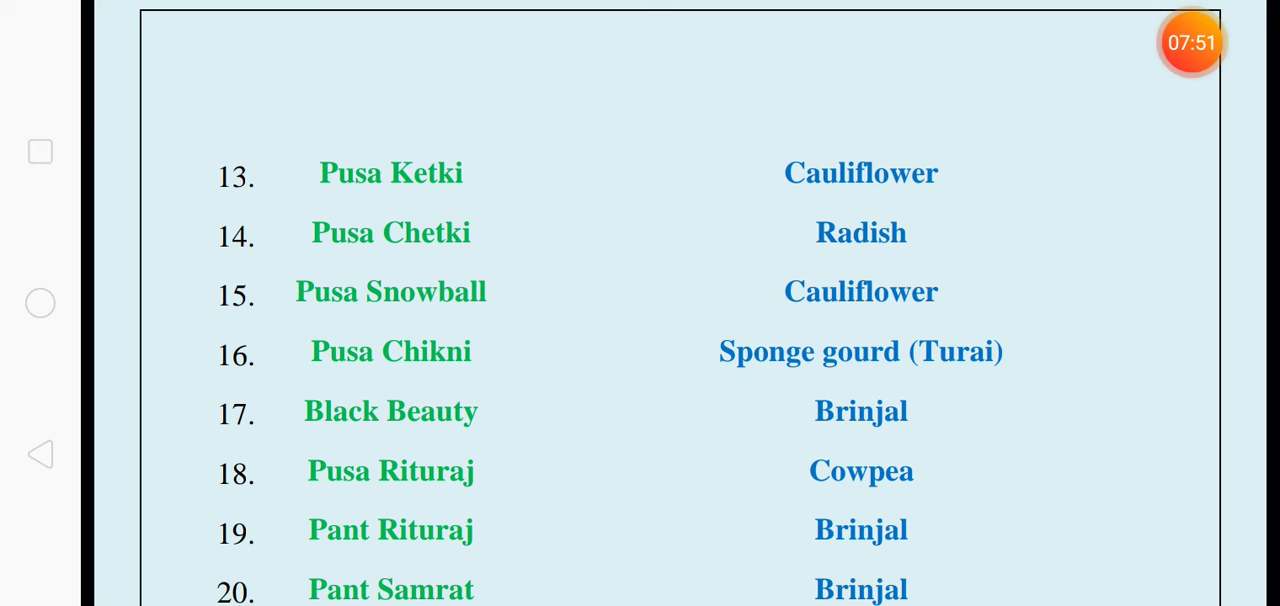 07:51
13. Pusa Ketki Cauliflower
14. Pusa Chetki Radish
15. Pusa Snowball Cauliflower
16. Pusa Chikni Sponge gourd (Turai)
17. Black Beauty Brinjal
18. Pusa Rituraj Cowpea
19. Pant Rituraj Brinjal
20. Pant Samrat Brinjal